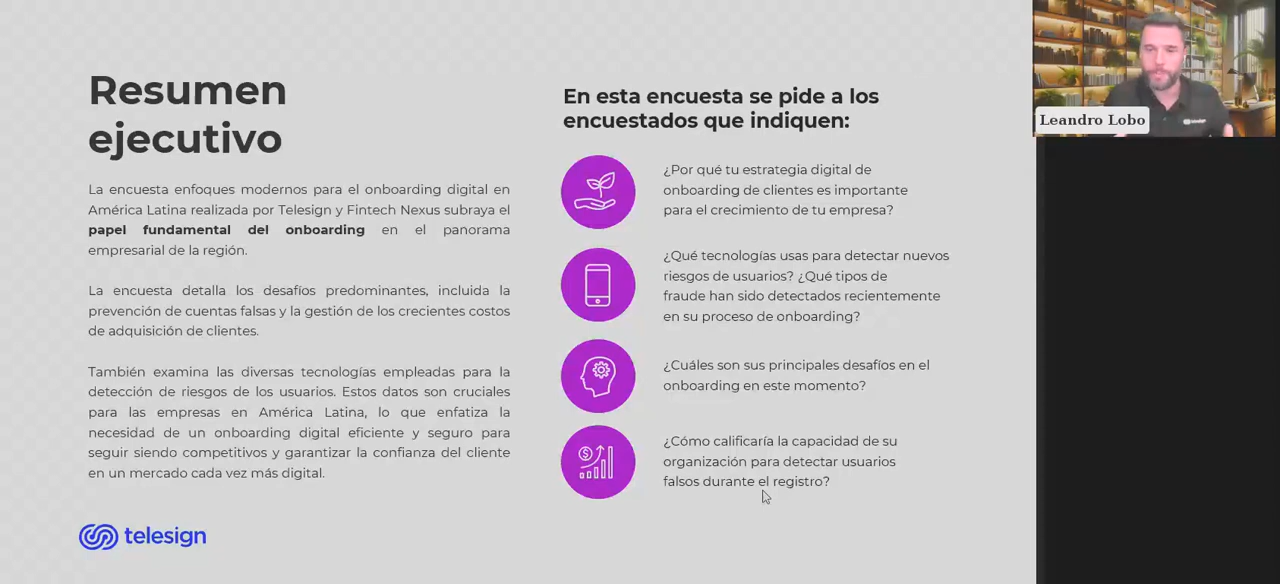 Resumen
ejecutivo
La encuesta enfoques modernos para el onboarding digital en
América Latina realizada por Telesign y Fintech Nexus subraya el
papel fundamental del onboarding en el panorama
empresarial de la región.
La encuesta detalla los desafíos predominantes, incluida la
prevención de cuentas falsas y la gestión de los crecientes costos
de adquisición de clientes.
También examina las diversas tecnologías empleadas para la
detección de riesgos de los usuarios. Estos datos son cruciales
para las empresas en América Latina, lo que enfatiza la
necesidad de un onboarding digital eficiente y seguro para
seguir siendo competitivos y garantizar la confianza del cliente
en un mercado cada vez más digital.
telesign
En esta encuesta se pide a los
encuestados que indiquen:
¿Por qué tu estrategia digital de
onboarding de clientes es importante
para el crecimiento de tu empresa?
¿Qué tecnologías usas para detectar nuevos
riesgos de usuarios? ¿Qué tipos de
fraude han sido detectados recientemente
en su proceso de onboarding?
¿Cuáles son sus principales desafíos en el
onboarding en este momento?
$
¿Cómo calificaría la capacidad de su
organización para detectar usuarios
falsos durante el registro?
Leandro Lobo